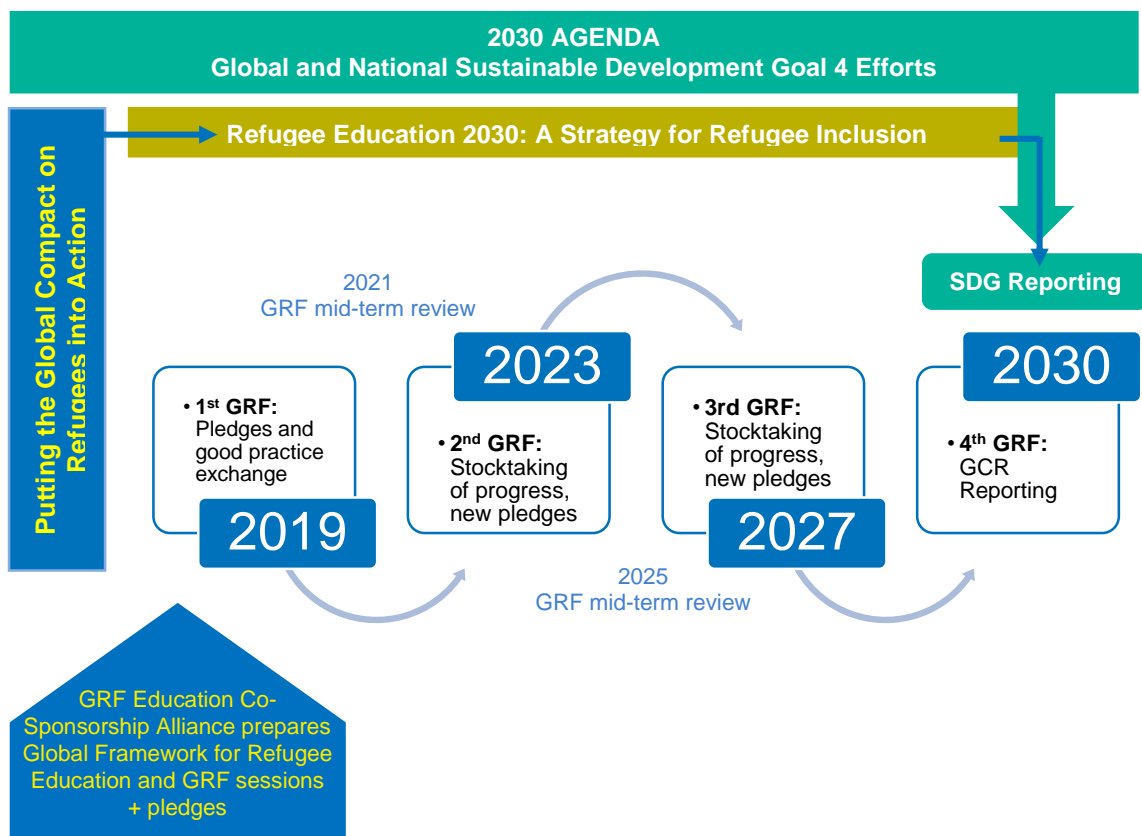 2030 AGENDA
Global and National Sustainable Development Goal 4 Efforts
Refugee Education 2030: A Strategy for Refugee Inclusion
Putting the Global Compact on
Refugees into Action
SDG Reporting
2021
GRF mid-term review
• 1st GRF:
Pledges and
good practice
exchange
2019
2023
• 2nd GRF:
Stocktaking
of progress,
new pledges
• 3rd GRF:
Stocktaking
of progress,
new pledges
2027
2030
• 4th GRF:
GCR
Reporting
2025
GRF mid-term review
GRF Education Co-
Sponsorship Alliance prepares
Global Framework for Refugee
Education and GRF sessions
+ pledges